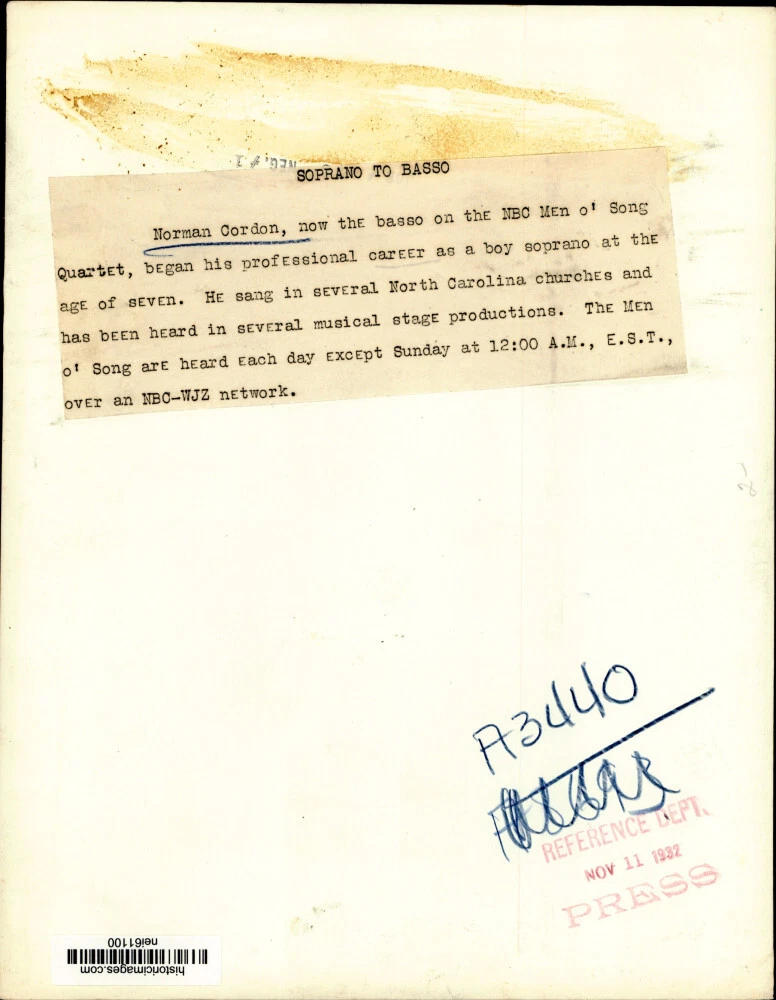 NEG. # 1
SOPRANO TO BASSO
Norman Cordon, now the basso on the NBC Men o' Song
Quartet, began his professional career as a boy soprano at the
age of seven. He sang in several North Carolina churches and
has been heard in several musical stage productions. The Men
o' Song are heard each day except Sunday at 12:00 A.M., E.S.T.,
over an NBC-WJZ network.
A3440
REFERENCE DEPT.
NOV 11 1932
PRESS
historicimages.com
nei61100